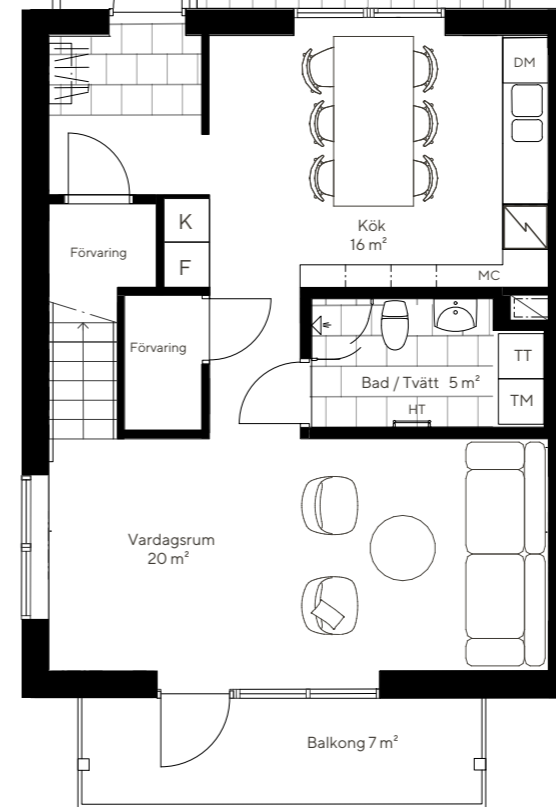 DM
K
Kök
16 m²
Förvaring
F
MC
Förvaring
TT
Bad / Tvätt 5 m²
TM
HT
Vardagsrum
20 m²
Balkong 7 m²